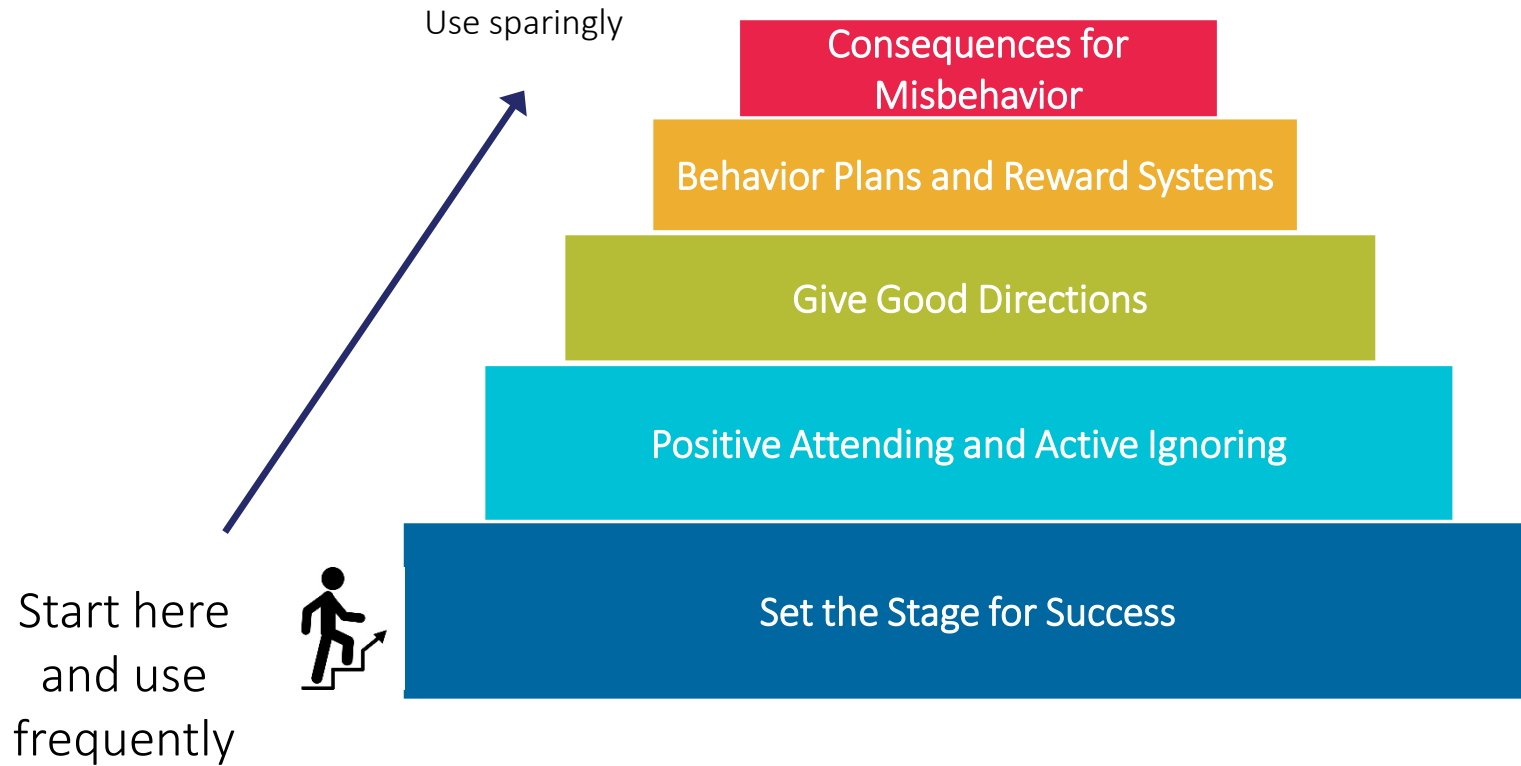 Use sparingly
Consequences for
Misbehavior
Behavior Plans and Reward Systems
Give Good Directions
Positive Attending and Active Ignoring
Set the Stage for Success
Start here
and use
frequently